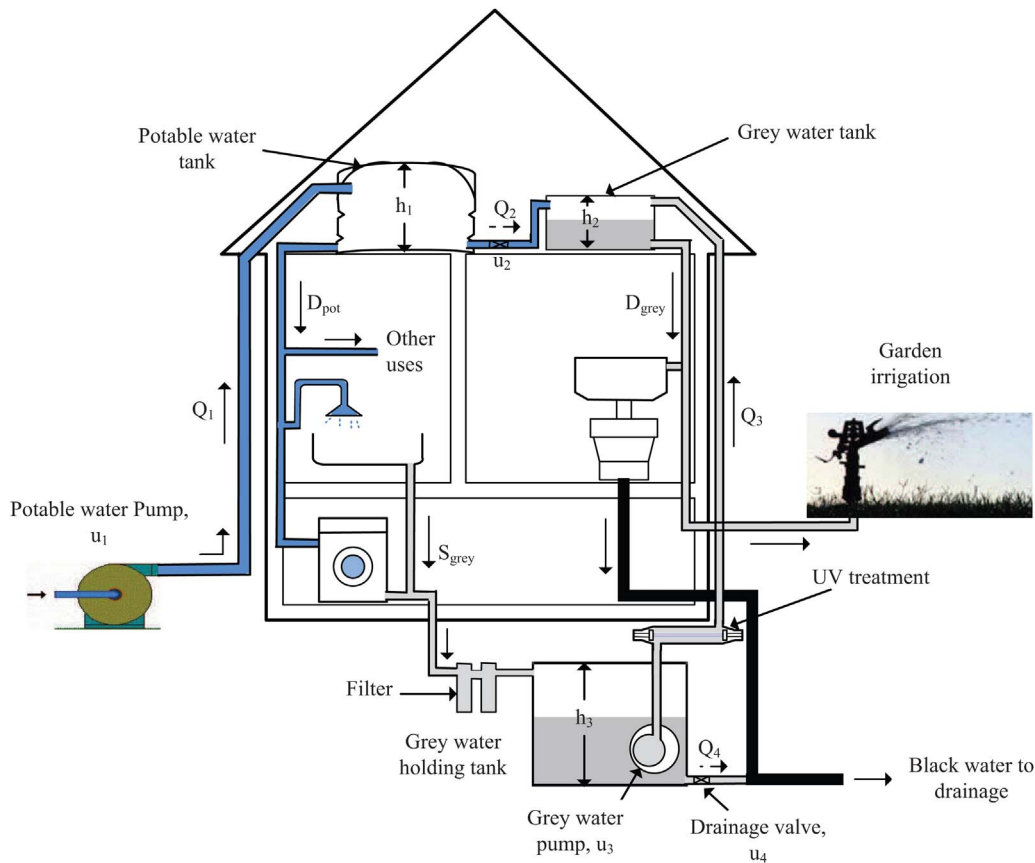 Potable water
tank
Grey water tank
h1
Q2
h2
u2
Dpot
Dgrey
Other
uses
Garden
irrigation
Q1
Q3
Potable water Pump,
u1
Sgrey
UV treatment
Filter
h3
Grey water
holding tank
Q4
Black water to
drainage
Grey water
pump, u3
Drainage valve,
u4